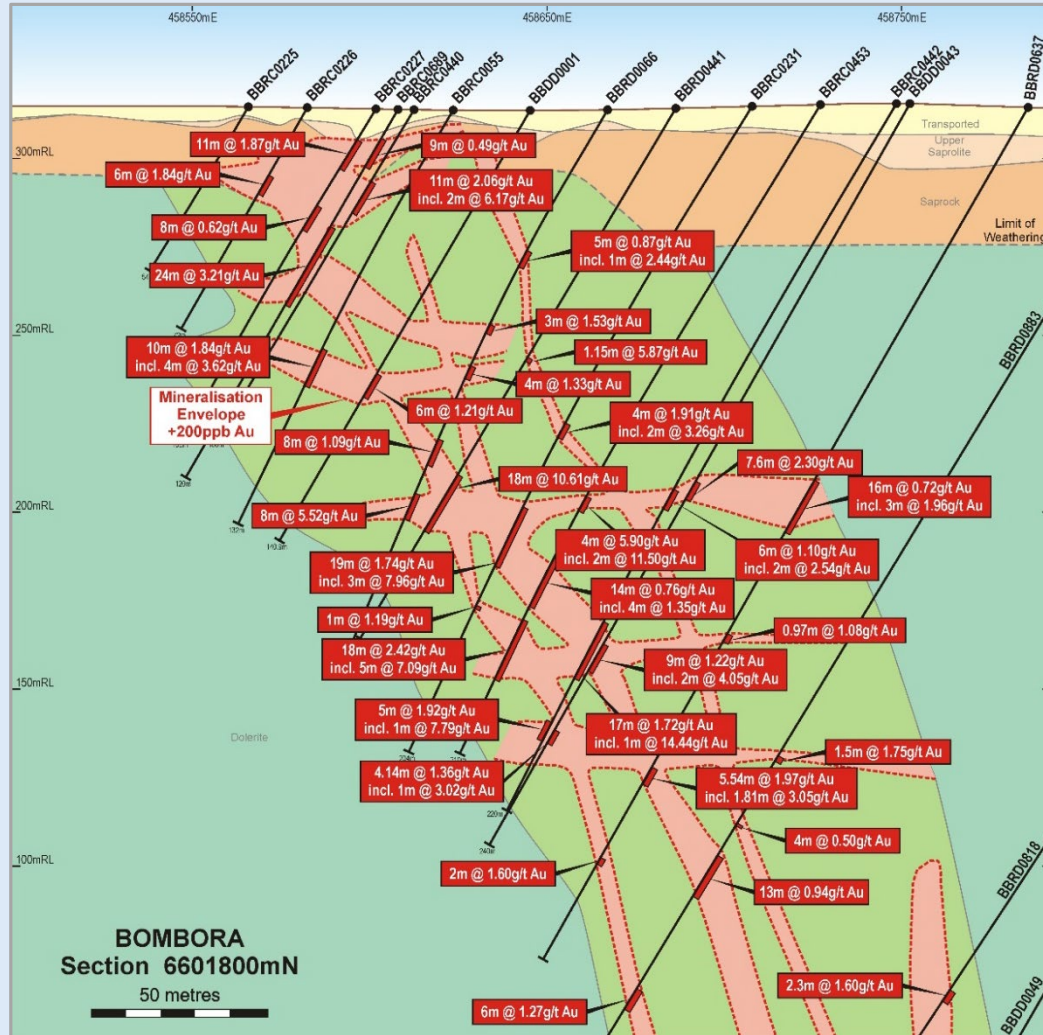 458550mE
458650mE
458750mE
BBRC0225
BBRC0226
BBRC0227
BBRC0689
BBRC0440
BBRC0055
BBDD0001
BBRD0066
BBRD0441
BBRC0231
BBRC0453
BBRC0442
BBDD0043
BBRD0637
Transported
Upper
Saprolite
Saprock
Limit of
Weathering
300mRL
11m @ 1.87g/t Au
9m @ 0.49g/t Au
6m @ 1.84g/t Au
11m @ 2.06g/t Au
incl. 2m @ 6.17g/t Au
8m @ 0.62g/t Au
5m @ 0.87g/t Au
incl. 1m @ 2.44g/t Au
24m @ 3.21g/t Au
250mRL
3m @ 1.53g/t Au
BBRD0883
10m @ 1.84g/t Au
incl. 4m @ 3.62g/t Au
1.15m @ 5.87g/t Au
4m @ 1.33g/t Au
Mineralisation
Envelope
+200ppb Au
6m @ 1.21g/t Au
4m @ 1.91g/t Au
incl. 2m @ 3.26g/t Au
8m @ 1.09g/t Au
7.6m @ 2.30g/t Au
120m
18m @ 10.61g/t Au
16m @ 0.72g/t Au
incl. 3m @ 1.96g/t Au
200mRL
8m @ 5.52g/t Au
132m
4m @ 5.90g/t Au
incl. 2m @ 11.50g/t Au
6m @ 1.10g/t Au
incl. 2m @ 2.54g/t Au
19m @ 1.74g/t Au
incl. 3m @ 7.96g/t Au
14m @ 0.76g/t Au
incl. 4m @ 1.35g/t Au
1m @ 1.19g/t Au
0.97m @ 1.08g/t Au
18m @ 2.42g/t Au
incl. 5m @ 7.09g/t Au
9m @ 1.22g/t Au
incl. 2m @ 4.05g/t Au
150mRL
5m @ 1.92g/t Au
incl. 1m @ 7.79g/t Au
17m @ 1.72g/t Au
incl. 1m @ 14.44g/t Au
Dolerite
1.5m @ 1.75g/t Au
4.14m @ 1.36g/t Au
incl. 1m @ 3.02g/t Au
5.54m @ 1.97g/t Au
incl. 1.81m @ 3.05g/t Au
220m
240m
4m @ 0.50g/t Au
100mRL
2m @ 1.60g/t Au
13m @ 0.94g/t Au
BBRD0818
BOMBORA
Section 6601800mN
50 metres
6m @ 1.27g/t Au
2.3m @ 1.60g/t Au
BBDD0049